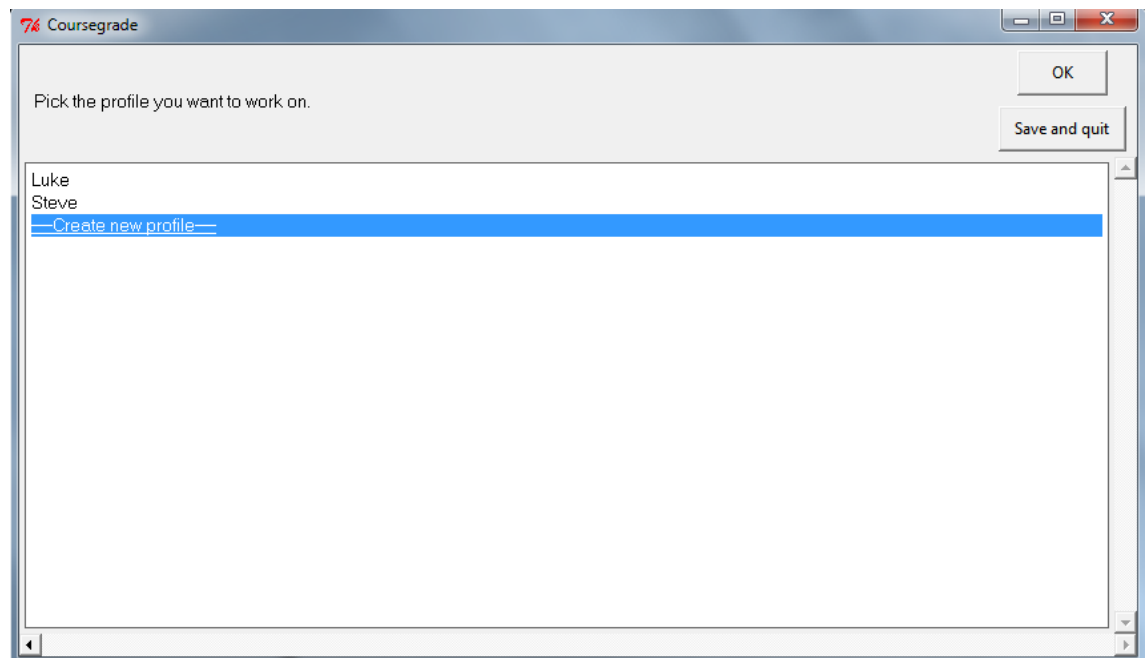 Coursegrade
OK
Pick the profile you want to work on.
Save and quit
Luke
Steve
––Create new profile––